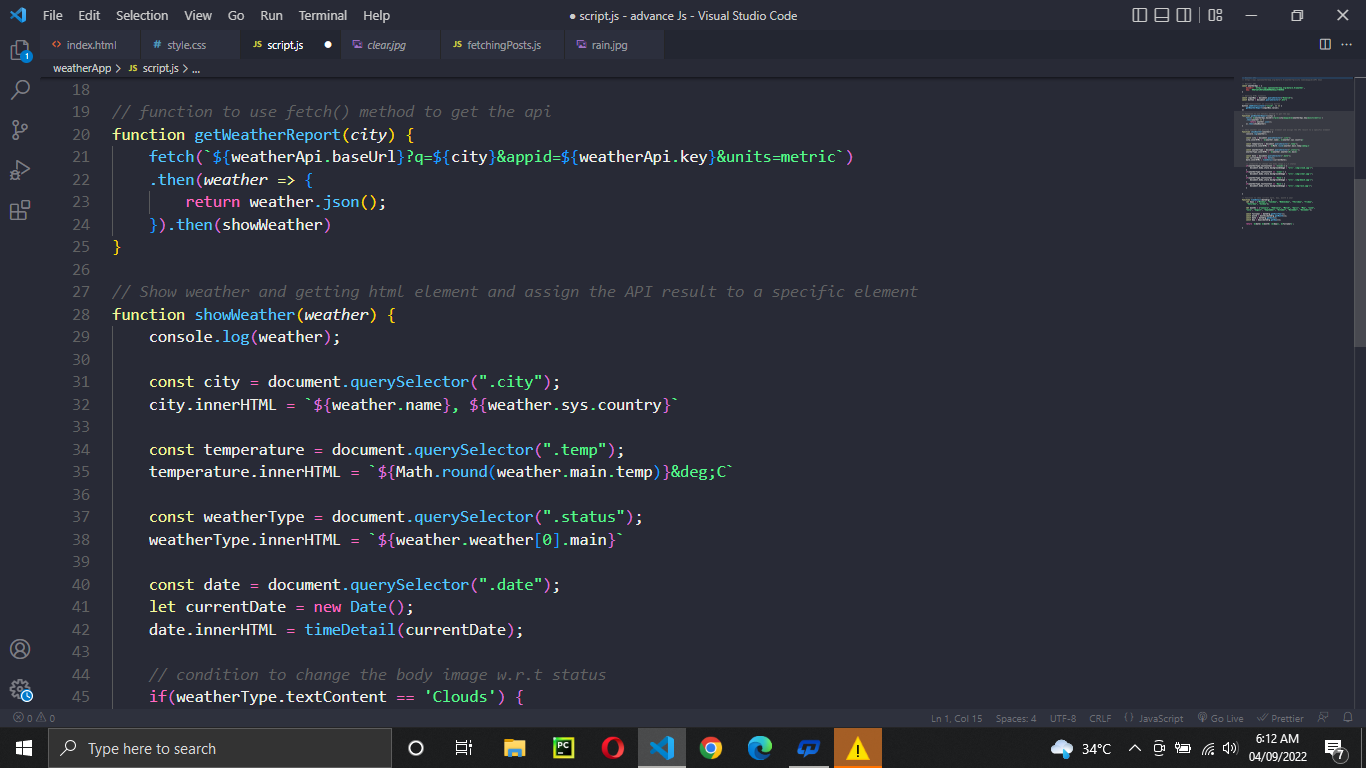 File Edit Selection View Go Run Terminal Help ● script.js - advance Js - Visual Studio Code
<> index.html # style.css JS script.js ● clear.jpg JS fetchingPosts.js rain.jpg ...
1
weatherApp > JS script.js > ...
18
19 // function to use fetch() method to get the api
20 function getWeatherReport(city) {
21 fetch(`${weatherApi.baseUrl}?q=${city}&appid=${weatherApi.key}&units=metric`)
22 .then(weather => {
23 return weather.json();
24 }).then(showWeather)
25 }
26
27 // Show weather and getting html element and assign the API result to a specific element
28 function showWeather(weather) {
29 console.log(weather);
30
31 const city = document.querySelector(".city");
32 city.innerHTML = `${weather.name}, ${weather.sys.country}`
33
34 const temperature = document.querySelector(".temp");
35 temperature.innerHTML = `${Math.round(weather.main.temp)}&deg;C`
36
37 const weatherType = document.querySelector(".status");
38 weatherType.innerHTML = `${weather.weather[0].main}`
39
40 const date = document.querySelector(".date");
41 let currentDate = new Date();
42 date.innerHTML = timeDetail(currentDate);
43
44 // condition to change the body image w.r.t status
45 if(weatherType.textContent == 'Clouds') {
0 0 Ln 1, Col 15 Spaces: 4 UTF-8 CRLF {} JavaScript Go Live Prettier
Type here to search PC 34°C 6:12 AM
04/09/2022 7